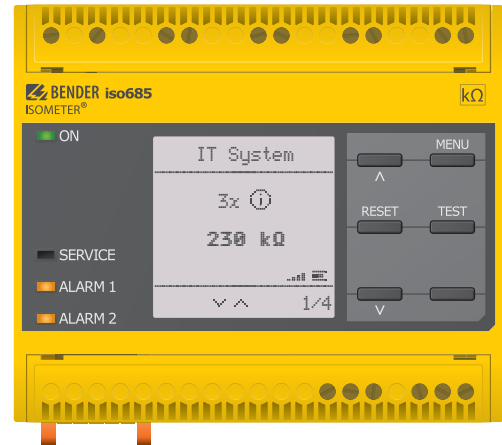 BENDER iso685
ISOMETER®
kΩ
ON
MENU
IT System
3x ⓘ
RESET
TEST
230 kΩ
SERVICE
ALARM 1
1/4
ALARM 2